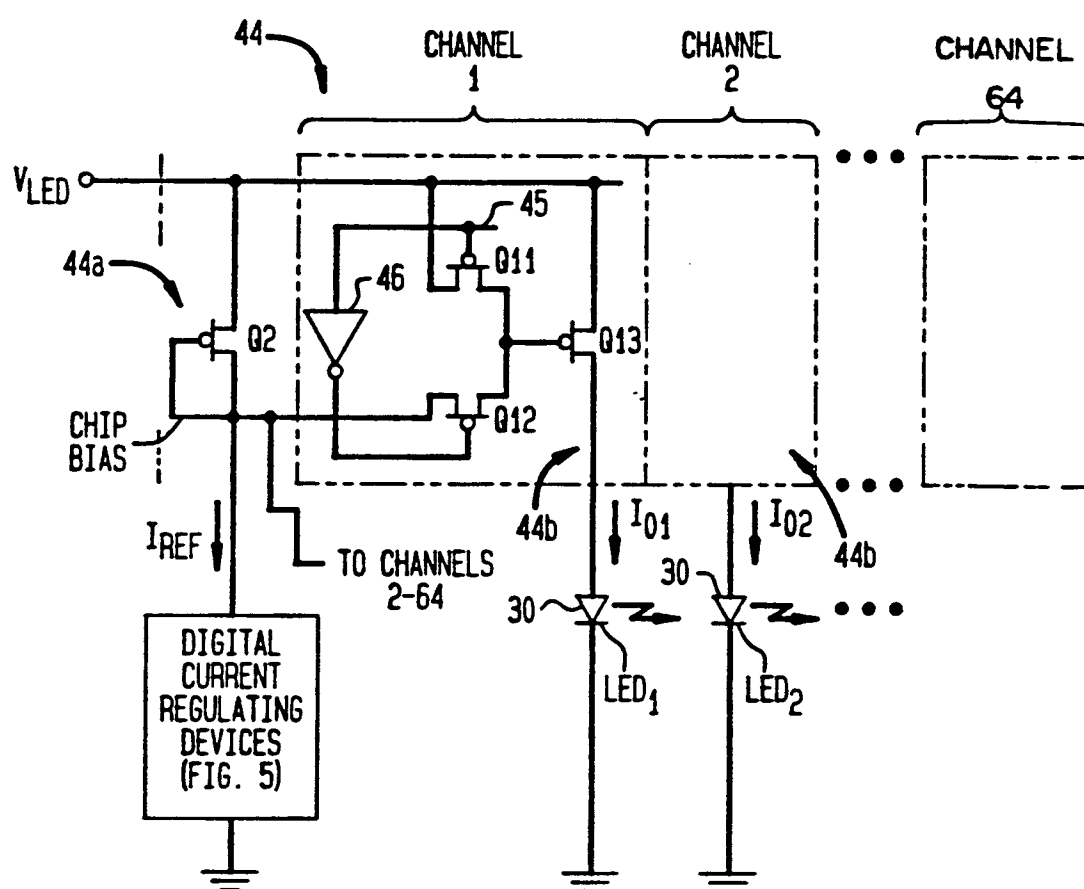 44
CHANNEL
1
CHANNEL
2
CHANNEL
64
VLED
45
Q11
44a
46
Q2
Q13
Q12
CHIP
BIAS
44b
I01
I02
44b
IREF
TO CHANNELS
2-64
30
30
LED1
LED2
DIGITAL
CURRENT
REGULATING
DEVICES
(FIG. 5)